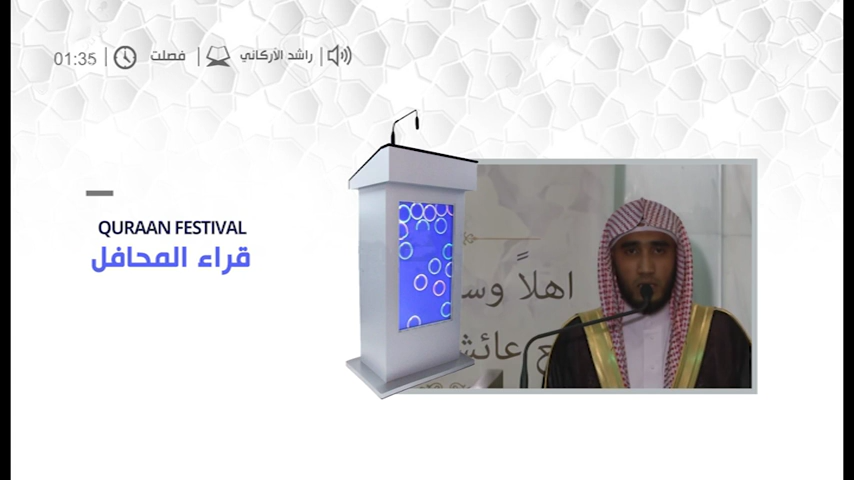 راشد الأركاني | فصلت | 01:35
QURAAN FESTIVAL
قراء المحافل
اهلاً وس
ع عائش